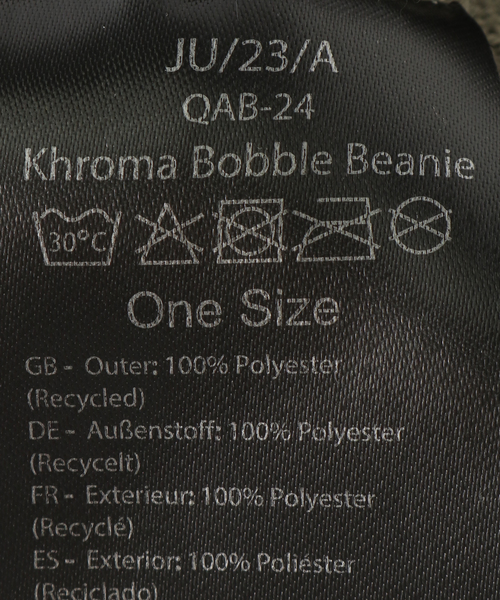 JU/23/A
QAB-24
Khroma Bobble Beanie
30°C
One Size
GB - Outer: 100% Polyester
(Recycled)
DE - Außenstoff: 100% Polyester
(Recycelt)
FR - Exterieur: 100% Polyester
(Recyclé)
ES - Exterior: 100% Poliéster
(Reciclado)